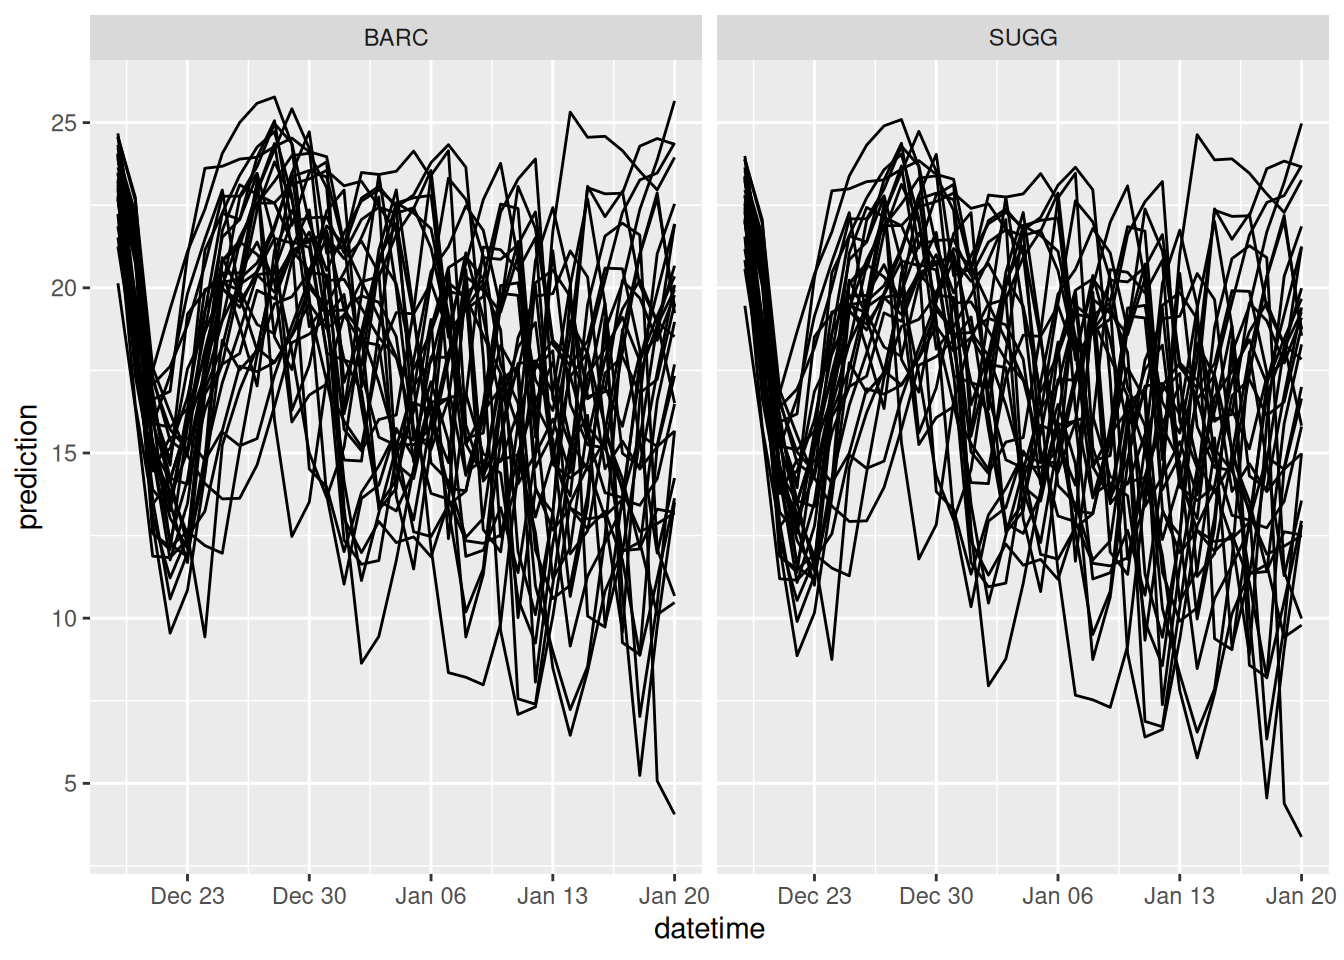 BARC SUGG
25
20
15
10
5
prediction
Dec 23 Dec 30 Jan 06 Jan 13 Jan 20 Dec 23 Dec 30 Jan 06 Jan 13 Jan 20
datetime